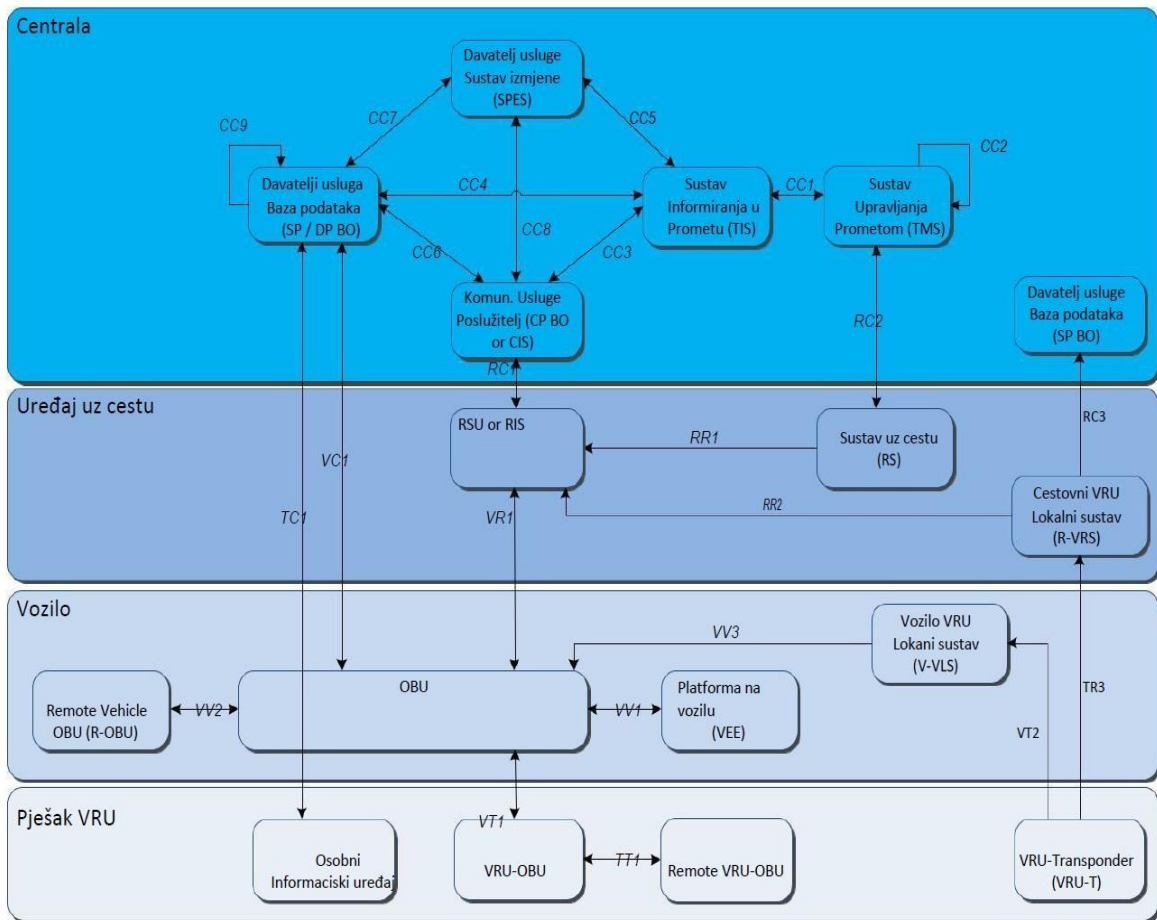 Centrala
Davatelj usluge
Sustav izmjene
(SPES)
CC7
CC5
CC9
CC2
Davatelji usluga
Baza podataka
(SP / DP BO)
CC4
Sustav
Informiranja u
Prometu (TIS)
CC1
Sustav
Upravljanja
Prometom (TMS)
CC6
CC8
CC3
Komun. Usluge
Poslužitelj (CP BO
or CIS)
Davatelj usluge
Baza podataka
(SP BO)
RC2
RC1
Uređaj uz cestu
RSU or RIS
RR1
Sustav uz cestu
(RS)
RC3
VC1
TC1
VR1
RR2
Cestovni VRU
Lokalni sustav
(R-VRS)
Vozilo
VV3
Vozilo VRU
Lokani sustav
(V-VLS)
OBU
Remote Vehicle
OBU (R-OBU)
VV2
VV1
Platforma na
vozilu
(VEE)
TR3
VT2
Pješak VRU
VT1
Osobni
Informaciski uređaj
VRU-OBU
TT1
Remote VRU-OBU
VRU-Transponder
(VRU-T)